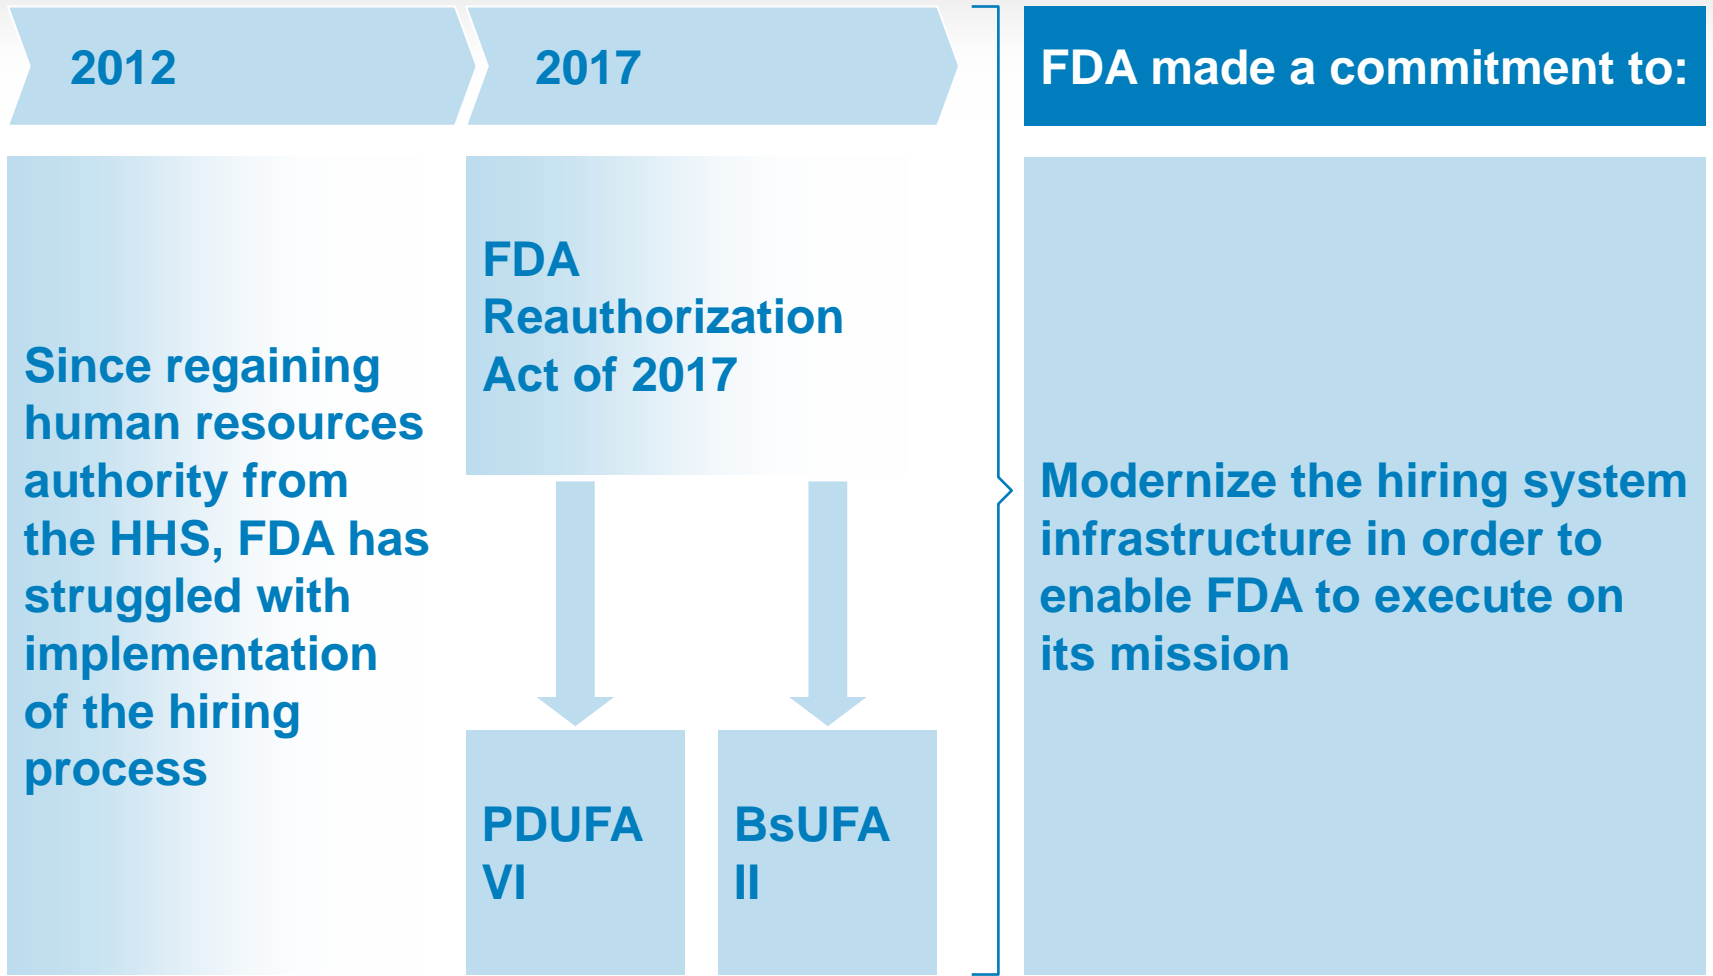 2012
2017
FDA made a commitment to:
Since regaining
human resources
authority from
the HHS, FDA has
struggled with
implementation
of the hiring
process
FDA
Reauthorization
Act of 2017
PDUFA
VI
BsUFA
II
Modernize the hiring system
infrastructure in order to
enable FDA to execute on
its mission